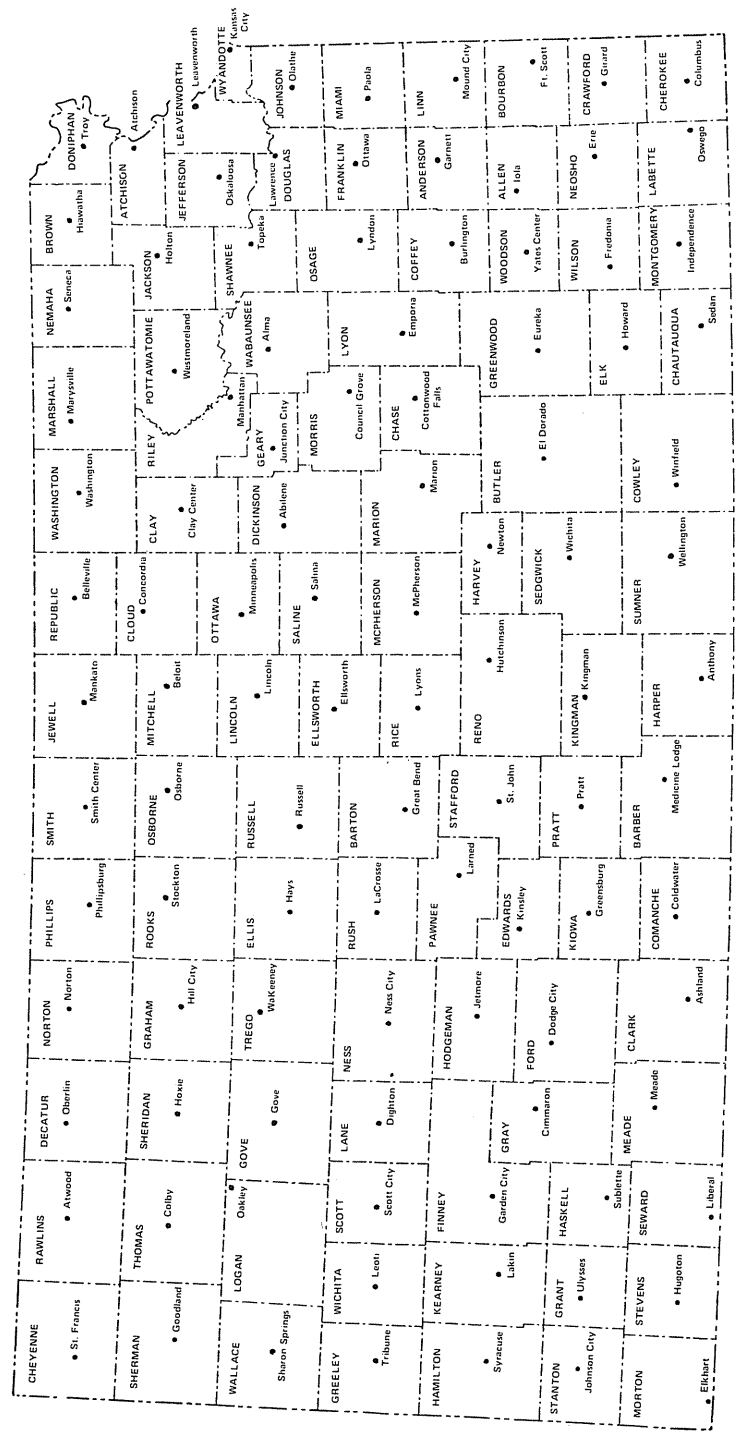 CHEYENNE
St. Francis
RAWLINS
Atwood
DECATUR
Oberlin
NORTON
Norton
PHILLIPS
Phillipsburg
SMITH
Smith Center
JEWELL
Mankato
REPUBLIC
Belleville
WASHINGTON
Washington
MARSHALL
Marysville
NEMAHA
Seneca
BROWN
Hiawatha
DONIPHAN
Troy
SHERMAN
Goodland
THOMAS
Colby
SHERIDAN
Hoxie
GRAHAM
Hill City
ROOKS
Stockton
OSBORNE
Osborne
MITCHELL
Beloit
CLOUD
Concordia
CLAY
Clay Center
RILEY
Manhattan
POTTAWATOMIE
Westmoreland
JACKSON
Holton
ATCHISON
Atchison
JEFFERSON
Oskaloosa
LEAVENWORTH
Leavenworth
WYANDOTTE
Kansas
City
WALLACE
Sharon Springs
LOGAN
Oakley
GOVE
Gove
TREGO
WaKeeney
ELLIS
Hays
RUSSELL
Russell
LINCOLN
Lincoln
OTTAWA
Minneapolis
DICKINSON
Abilene
GEARY
Junction City
WABAUNSEE
Alma
SHAWNEE
Topeka
Lawrence
DOUGLAS
JOHNSON
Olathe
ELLSWORTH
Ellsworth
SALINE
Salina
MORRIS
Council Grove
LYON
Emporia
OSAGE
Lyndon
FRANKLIN
Ottawa
MIAMI
Paola
GREELEY
Tribune
WICHITA
Leoti
SCOTT
Scott City
LANE
Dighton
NESS
Ness City
RUSH
LaCrosse
BARTON
Great Bend
RICE
Lyons
MCPHERSON
McPherson
MARION
Marion
CHASE
Cottonwood
Falls
COFFEY
Burlington
ANDERSON
Garnett
LINN
Mound City
HAMILTON
Syracuse
KEARNEY
Lakin
FINNEY
Garden City
HODGEMAN
Jetmore
PAWNEE
Larned
STAFFORD
St. John
RENO
Hutchinson
HARVEY
Newton
BUTLER
El Dorado
GREENWOOD
Eureka
WOODSON
Yates Center
ALLEN
Iola
BOURBON
Ft. Scott
GRAY
Cimmaron
FORD
Dodge City
EDWARDS
Kinsley
SEDGWICK
Wichita
STANTON
Johnson City
GRANT
Ulysses
HASKELL
Sublette
KIOWA
Greensburg
PRATT
Pratt
KINGMAN
Kingman
ELK
Howard
WILSON
Fredonia
NEOSHO
Erie
CRAWFORD
Girard
MORTON
Elkhart
STEVENS
Hugoton
SEWARD
Liberal
MEADE
Meade
CLARK
Ashland
COMANCHE
Coldwater
BARBER
Medicine Lodge
HARPER
Anthony
SUMNER
Wellington
COWLEY
Winfield
CHAUTAUQUA
Sedan
MONTGOMERY
Independence
LABETTE
Oswego
CHEROKEE
Columbus